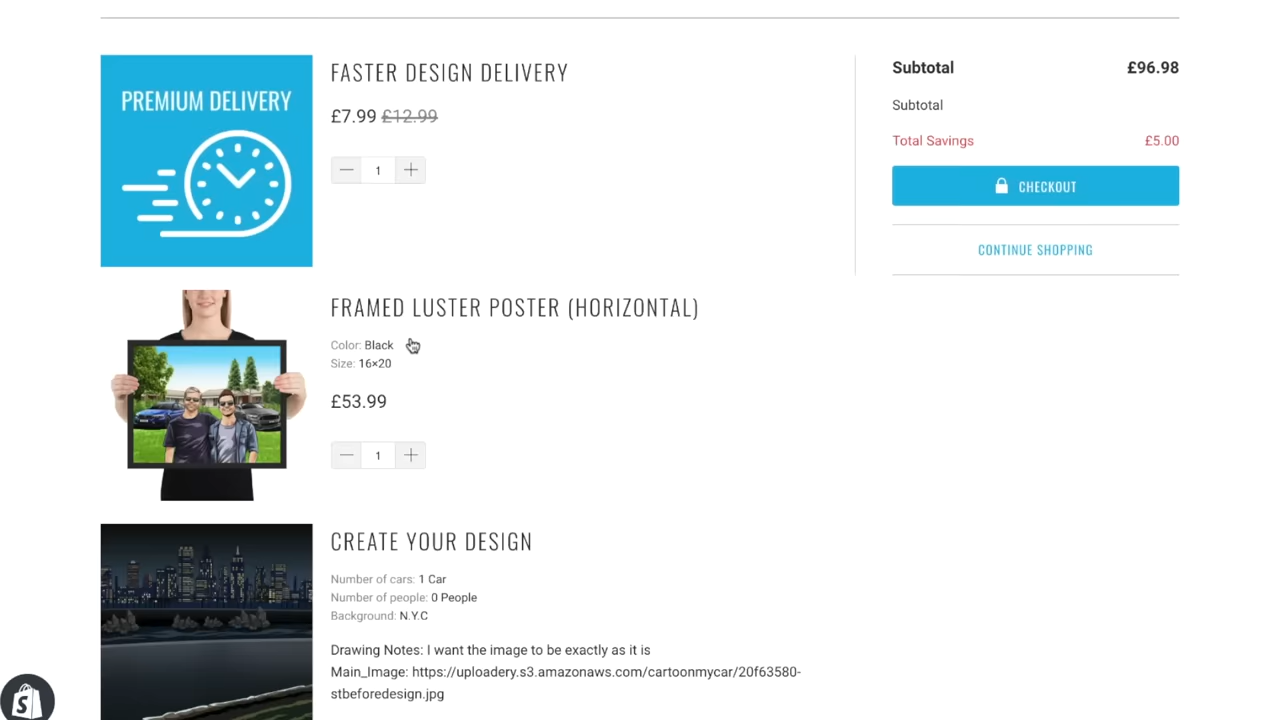 PREMIUM DELIVERY
FASTER DESIGN DELIVERY
£7.99 £12.99
1
FRAMED LUSTER POSTER (HORIZONTAL)
Color: Black
Size: 16×20
£53.99
1
CREATE YOUR DESIGN
Number of cars: 1 Car
Number of people: 0 People
Background: N.Y.C
Drawing Notes: I want the image to be exactly as it is
Main_Image: https://uploadery.s3.amazonaws.com/cartoonmycar/20f63580-
stbeforedesign.jpg
Subtotal £96.98
Subtotal
Total Savings £5.00
CHECKOUT
CONTINUE SHOPPING